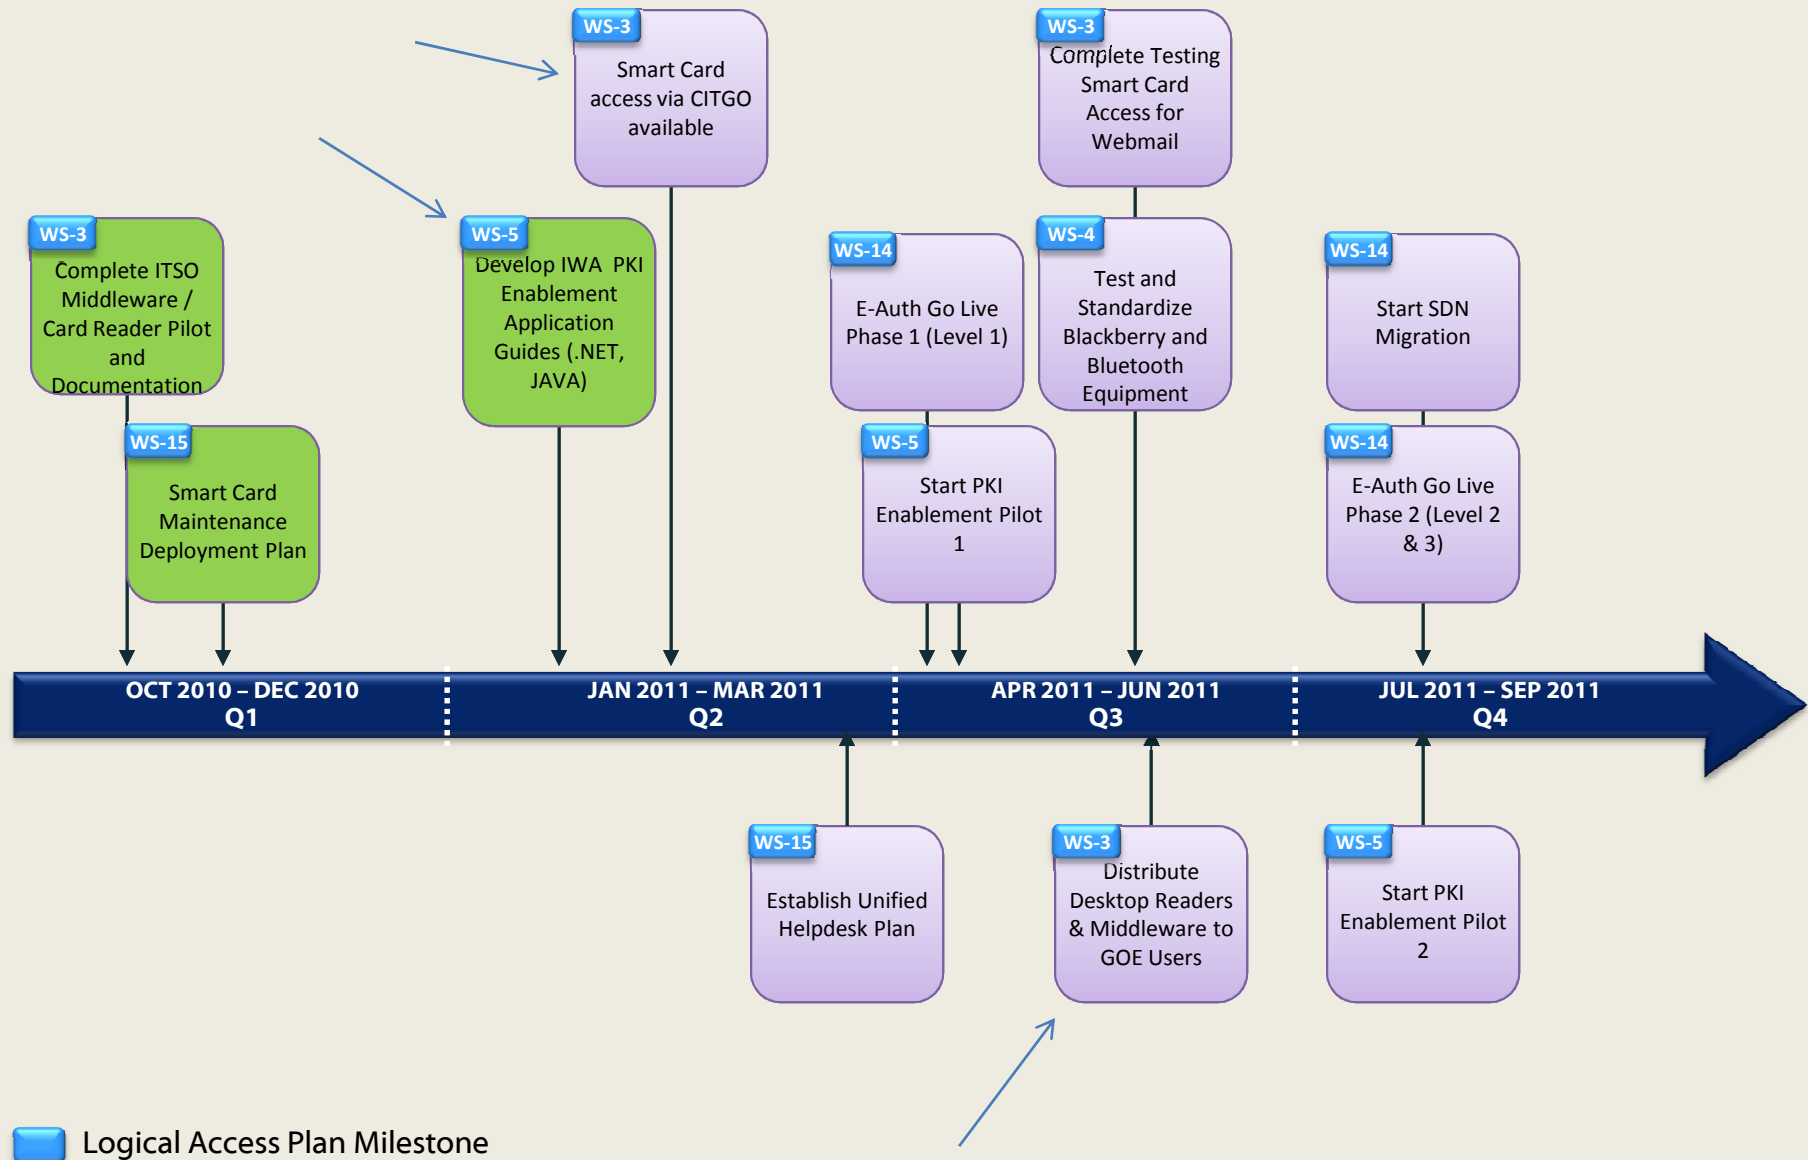 WS-3
Smart Card
access via CITGO
available
WS-3
Complete Testing
Smart Card
Access for
Webmail
WS-3
Complete ITSO
Middleware /
Card Reader Pilot
and
Documentation
WS-5
Develop IWA PKI
Enablement
Application
Guides (.NET,
JAVA)
WS-14
E-Auth Go Live
Phase 1 (Level 1)
WS-4
Test and
Standardize
Blackberry and
Bluetooth
Equipment
WS-14
Start SDN
Migration
WS-15
Smart Card
Maintenance
Deployment Plan
WS-5
Start PKI
Enablement Pilot
1
WS-14
E-Auth Go Live
Phase 2 (Level 2
& 3)
OCT 2010 – DEC 2010
Q1
JAN 2011 – MAR 2011
Q2
APR 2011 – JUN 2011
Q3
JUL 2011 – SEP 2011
Q4
WS-15
Establish Unified
Helpdesk Plan
WS-3
Distribute
Desktop Readers
& Middleware to
GOE Users
WS-5
Start PKI
Enablement Pilot
2
Logical Access Plan Milestone